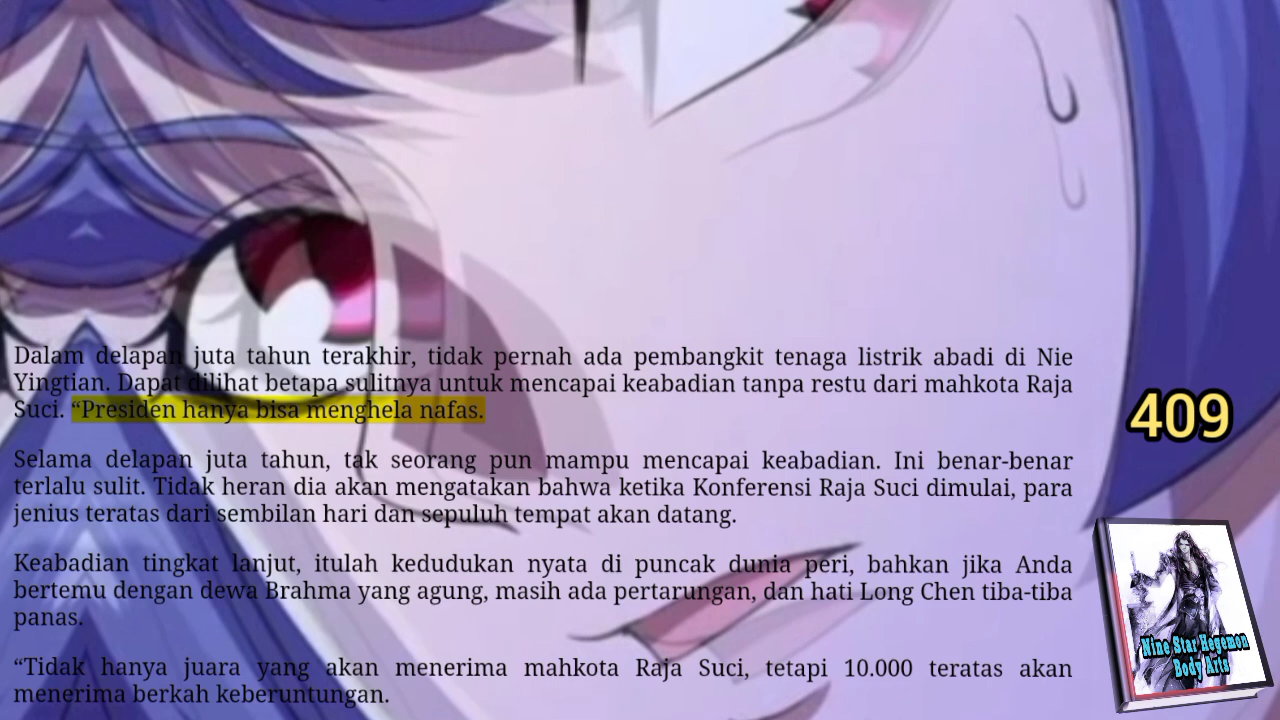 Dalam delapan juta tahun terakhir, tidak pernah ada pembangkit tenaga listrik abadi di Nie
Yingtian. Dapat dilihat betapa sulitnya untuk mencapai keabadian tanpa restu dari mahkota Raja
Suci. “Presiden hanya bisa menghela nafas.
Selama delapan juta tahun, tak seorang pun mampu mencapai keabadian. Ini benar-benar
terlalu sulit. Tidak heran dia akan mengatakan bahwa ketika Konferensi Raja Suci dimulai, para
jenius teratas dari sembilan hari dan sepuluh tempat akan datang.
Keabadian tingkat lanjut, itulah kedudukan nyata di puncak dunia peri, bahkan jika Anda
bertemu dengan dewa Brahma yang agung, masih ada pertarungan, dan hati Long Chen tiba-tiba
panas.
“Tidak hanya juara yang akan menerima mahkota Raja Suci, tetapi 10.000 teratas akan
menerima berkah keberuntungan.
409
Nine Star Hegemon
Body Arts